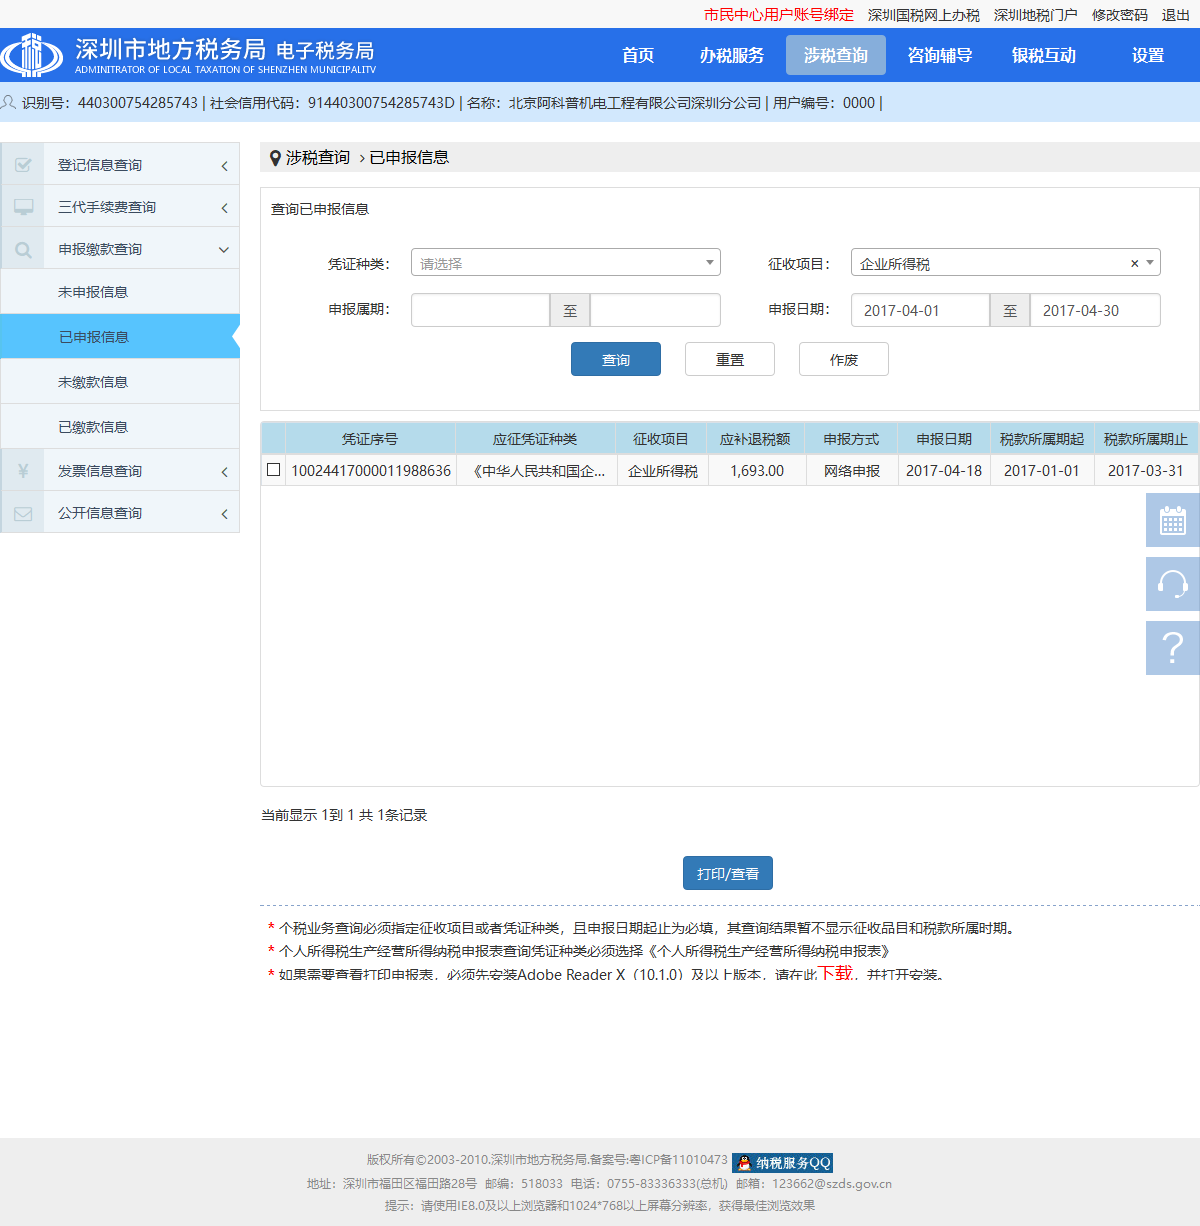 市民中心用户账号绑定 深圳国税网上办税 深圳地税门户 修改密码 退出
深圳市地方税务局 电子税务局
ADMINITRATOR OF LOCAL TAXATION OF SHENZHEN MUNICIPALITV
首页 办税服务 涉税查询 咨询辅导 银税互动 设置
识别号：440300754285743 | 社会信用代码：91440300754285743D | 名称：北京阿科普机电工程有限公司深圳分公司 | 用户编号：0000 |
登记信息查询
三代手续费查询
申报缴款查询
未申报信息
已申报信息
未缴款信息
已缴款信息
发票信息查询
公开信息查询
涉税查询 › 已申报信息
查询已申报信息
凭证种类： 请选择 征收项目： 企业所得税 ×
申报属期： 至 申报日期： 2017-04-01 至 2017-04-30
查询 重置 作废
凭证序号 应征凭证种类 征收项目 应补退税额 申报方式 申报日期 税款所属期起 税款所属期止
10024417000011988636 《中华人民共和国企... 企业所得税 1,693.00 网络申报 2017-04-18 2017-01-01 2017-03-31
当前显示 1到 1 共 1条记录
打印/查看
* 个税业务查询必须指定征收项目或者凭证种类，且申报日期起止为必填，其查询结果暂不显示征收品目和税款所属时期。
* 个人所得税生产经营所得纳税申报表查询凭证种类必须选择《个人所得税生产经营所得纳税申报表》
* 如果需要查看打印申报表，必须先安装Adobe Reader X（10.1.0）及以上版本，请在此下载，并打开安装。
版权所有©2003-2010.深圳市地方税务局.备案号:粤ICP备11010473 纳税服务QQ
地址：深圳市福田区福田路28号 邮编：518033 电话：0755-83336333(总机) 邮箱：123662@szds.gov.cn
提示：请使用IE8.0及以上浏览器和1024*768以上屏幕分辨率，获得最佳浏览效果